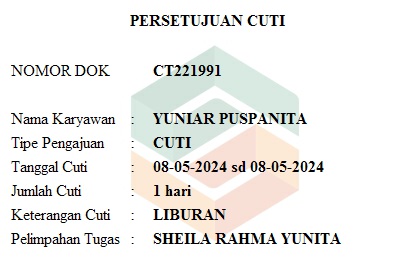 PERSETUJUAN CUTI
NOMOR DOK CT221991
Nama Karyawan : YUNIAR PUSPANITA
Tipe Pengajuan : CUTI
Tanggal Cuti : 08-05-2024 sd 08-05-2024
Jumlah Cuti : 1 hari
Keterangan Cuti : LIBURAN
Pelimpahan Tugas : SHEILA RAHMA YUNITA